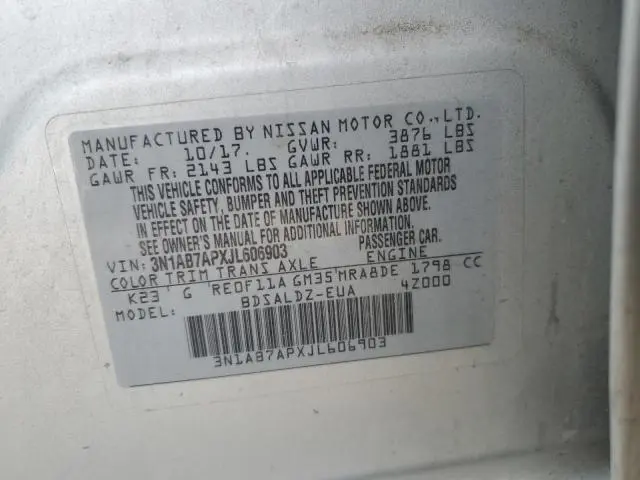 MANUFACTURED BY NISSAN MOTOR CO.,LTD.
DATE: 10/17. GVWR: 3876 LBS
GAWR FR: 2143 LBS GAWR RR: 1881 LBS
THIS VEHICLE CONFORMS TO ALL APPLICABLE FEDERAL MOTOR
VEHICLE SAFETY, BUMPER AND THEFT PREVENTION STANDARDS
IN EFFECT ON THE DATE OF MANUFACTURE SHOWN ABOVE.
SEE OWNER'S MANUAL FOR ADDITIONAL INFORMATION.
VIN: 3N1AB7APXJL606903 PASSENGER CAR.
COLOR TRIM TRANS AXLE ENGINE
K23 G RE0F11A GM35 MRA8DE 1798 CC
MODEL: BDSALDZ-EUA 4Z000
3N1AB7APXJL606903